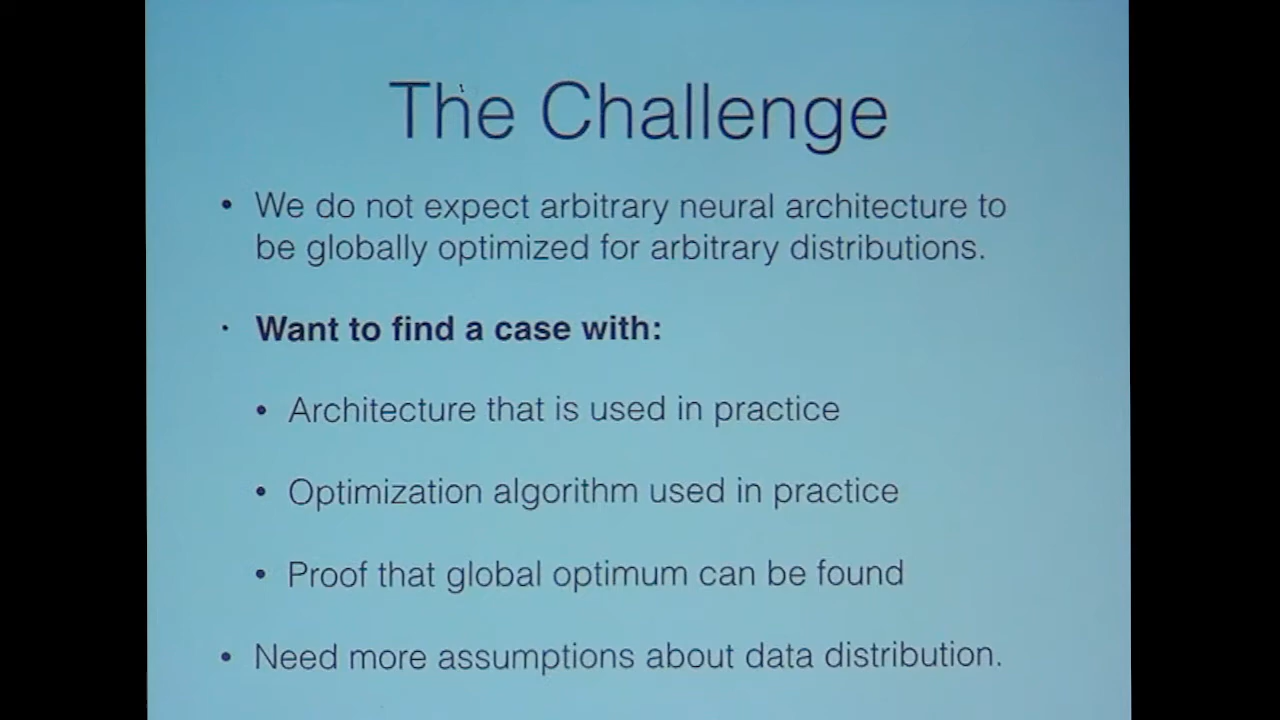 The Challenge
• We do not expect arbitrary neural architecture to
be globally optimized for arbitrary distributions.
• Want to find a case with:
• Architecture that is used in practice
• Optimization algorithm used in practice
• Proof that global optimum can be found
• Need more assumptions about data distribution.